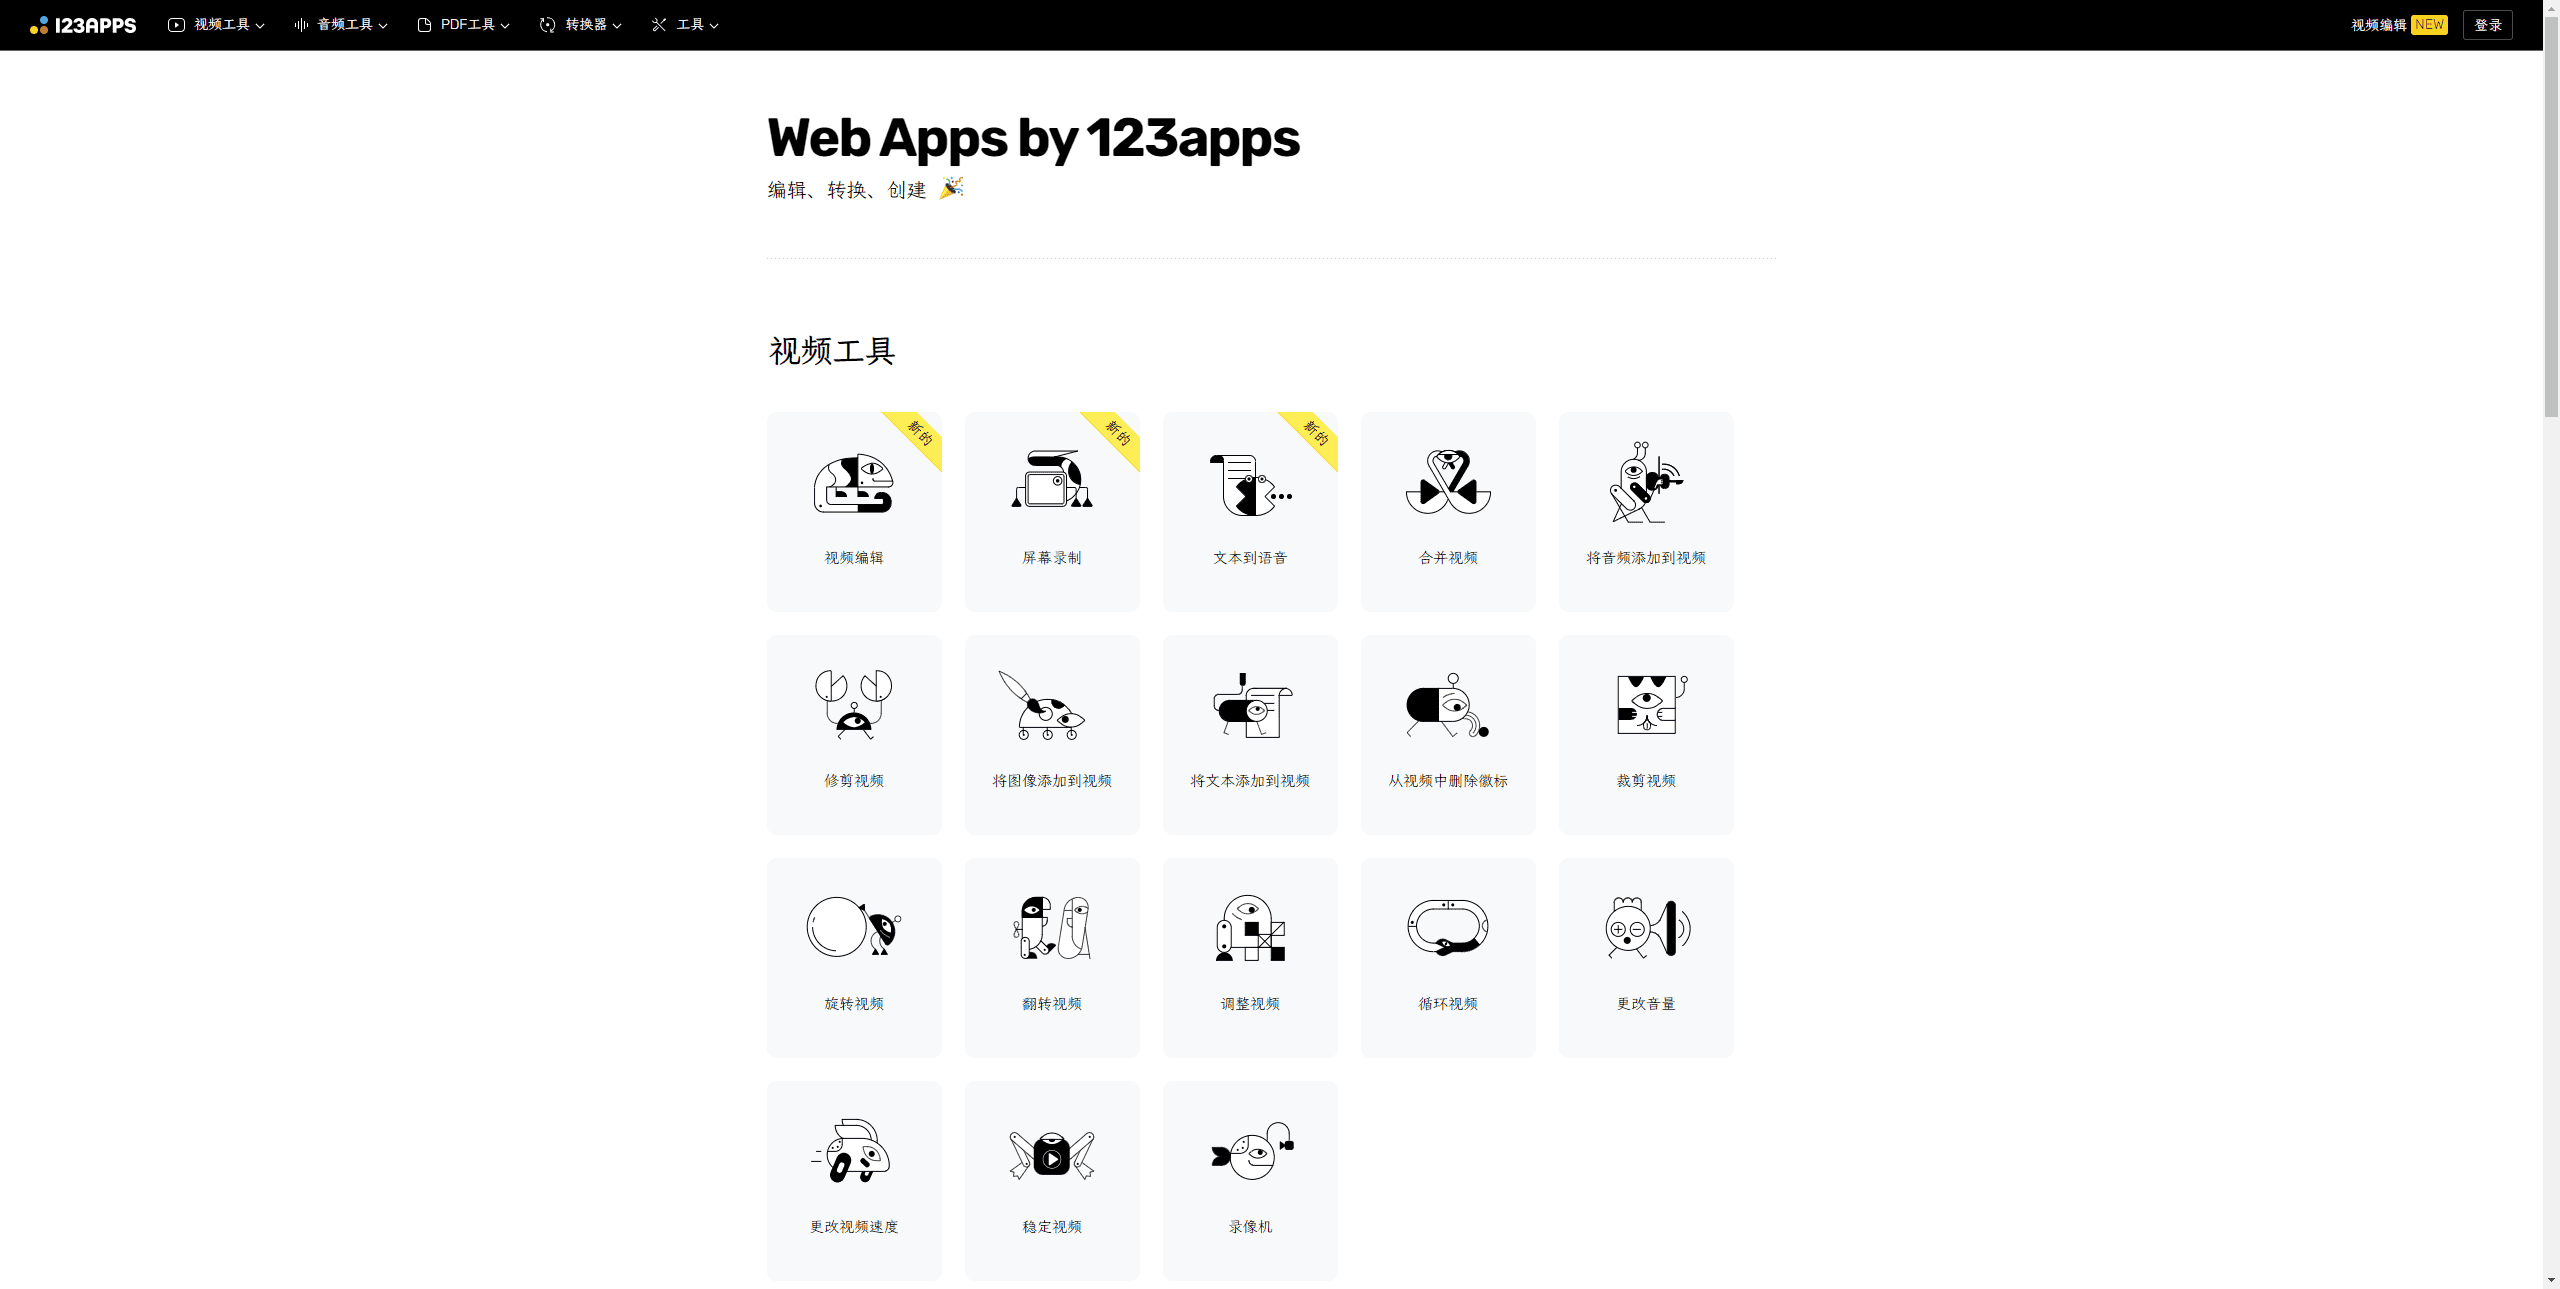 123APPS 视频工具 音频工具 PDF工具 转换器 工具 视频编辑 NEW 登录
Web Apps by 123apps
编辑、转换、创建 🎉
视频工具
新的 新的 新的
视频编辑 屏幕录制 文本到语音 合并视频 将音频添加到视频
修剪视频 将图像添加到视频 将文本添加到视频 从视频中删除徽标 裁剪视频
旋转视频 翻转视频 调整视频 循环视频 更改音量
更改视频速度 稳定视频 录像机